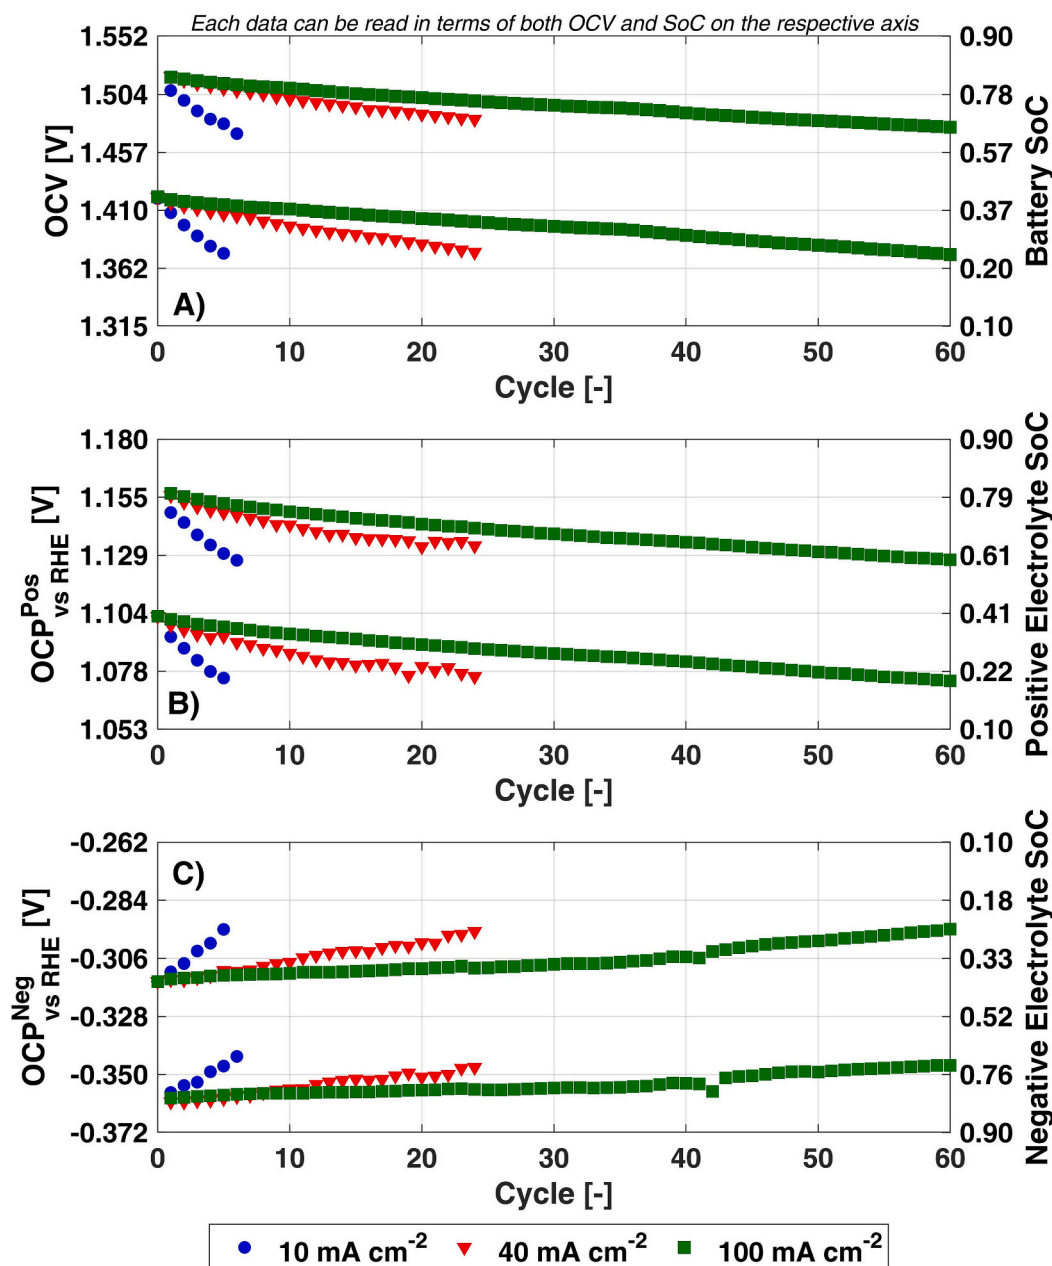 Each data can be read in terms of both OCV and SoC on the respective axis
1.552
1.504
1.457
1.410
1.362
1.315
OCV [V]
0.90
0.78
0.57
0.37
0.20
0.10
Battery SoC
A)
0 10 20 30 40 50 60
Cycle [-]
1.180
1.155
1.129
1.104
1.078
1.053
OCP^Pos_vs RHE [V]
0.90
0.79
0.61
0.41
0.22
0.10
Positive Electrolyte SoC
B)
0 10 20 30 40 50 60
Cycle [-]
-0.262
-0.284
-0.306
-0.328
-0.350
-0.372
OCP^Neg_vs RHE [V]
0.10
0.18
0.33
0.52
0.76
0.90
Negative Electrolyte SoC
C)
0 10 20 30 40 50 60
Cycle [-]
10 mA cm^-2 40 mA cm^-2 100 mA cm^-2